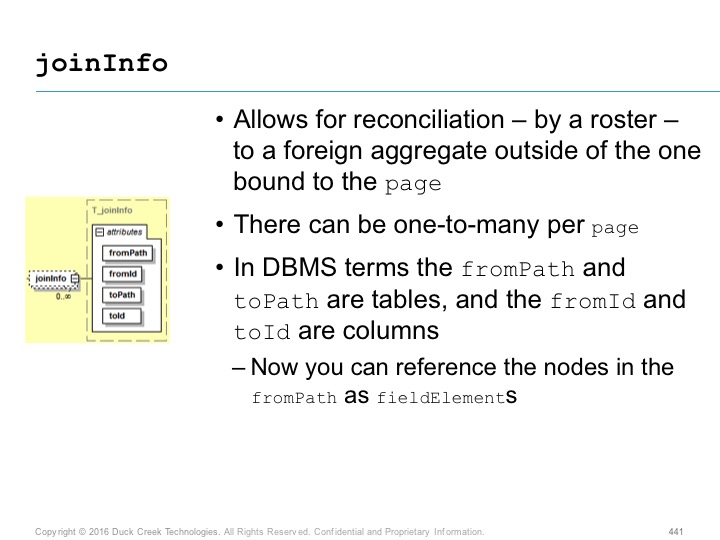 joinInfo
• Allows for reconciliation – by a roster –
to a foreign aggregate outside of the one
bound to the page
• There can be one-to-many per page
• In DBMS terms the fromPath and
toPath are tables, and the fromId and
toId are columns
– Now you can reference the nodes in the
fromPath as fieldElements
T_joinInfo
attributes
fromPath
fromId
toPath
toId
joinInfo
0..∞
Copyright © 2016 Duck Creek Technologies. All Rights Reserved. Confidential and Proprietary Information.
441